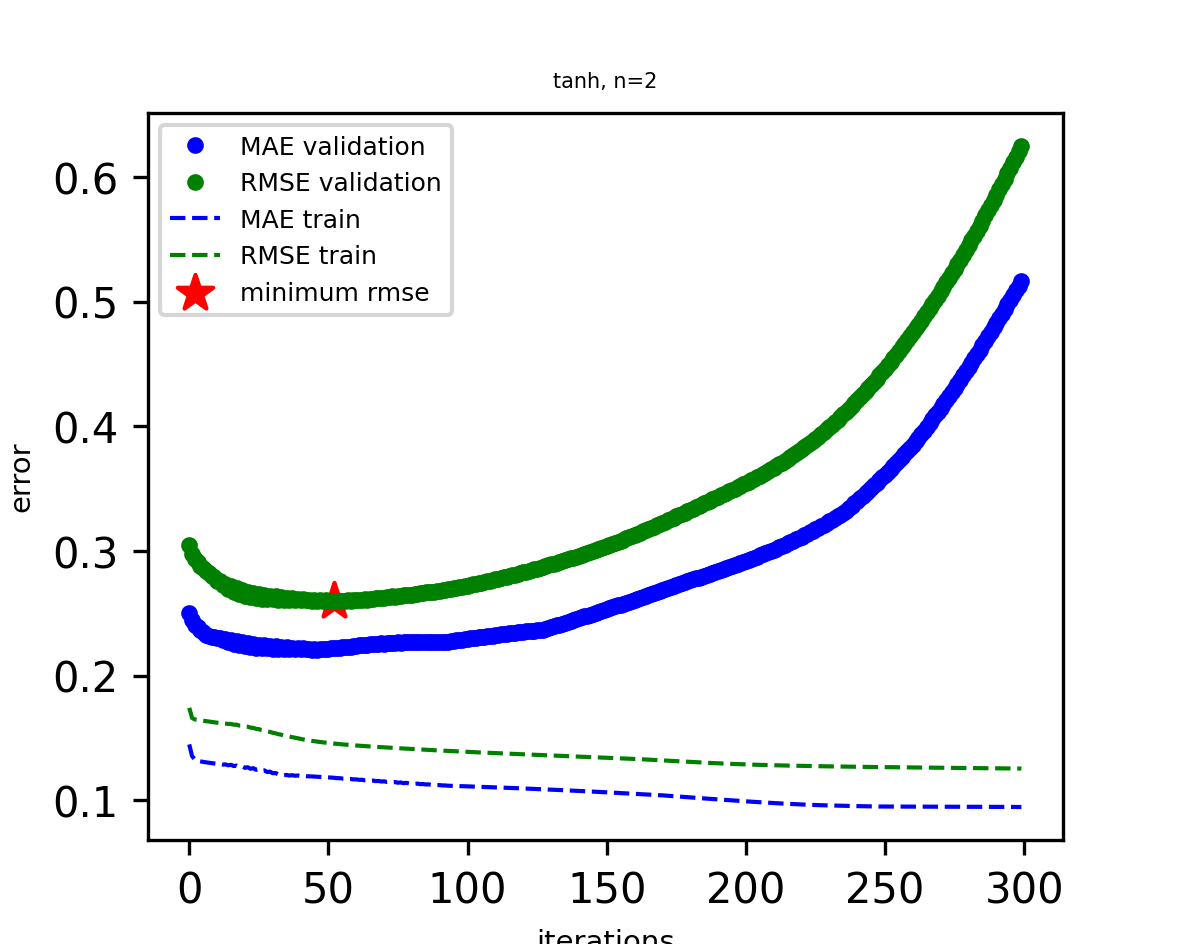 tanh, n=2
MAE validation
RMSE validation
MAE train
RMSE train
minimum rmse
error
0.6
0.5
0.4
0.3
0.2
0.1
0 50 100 150 200 250 300
iterations